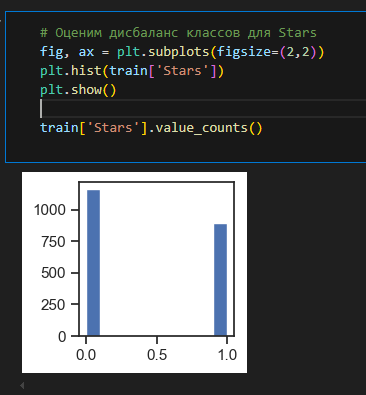 # Оценим дисбаланс классов для Stars
fig, ax = plt.subplots(figsize=(2,2))
plt.hist(train['Stars'])
plt.show()
train['Stars'].value_counts()
1000
750
500
250
0
0.0 0.5 1.0